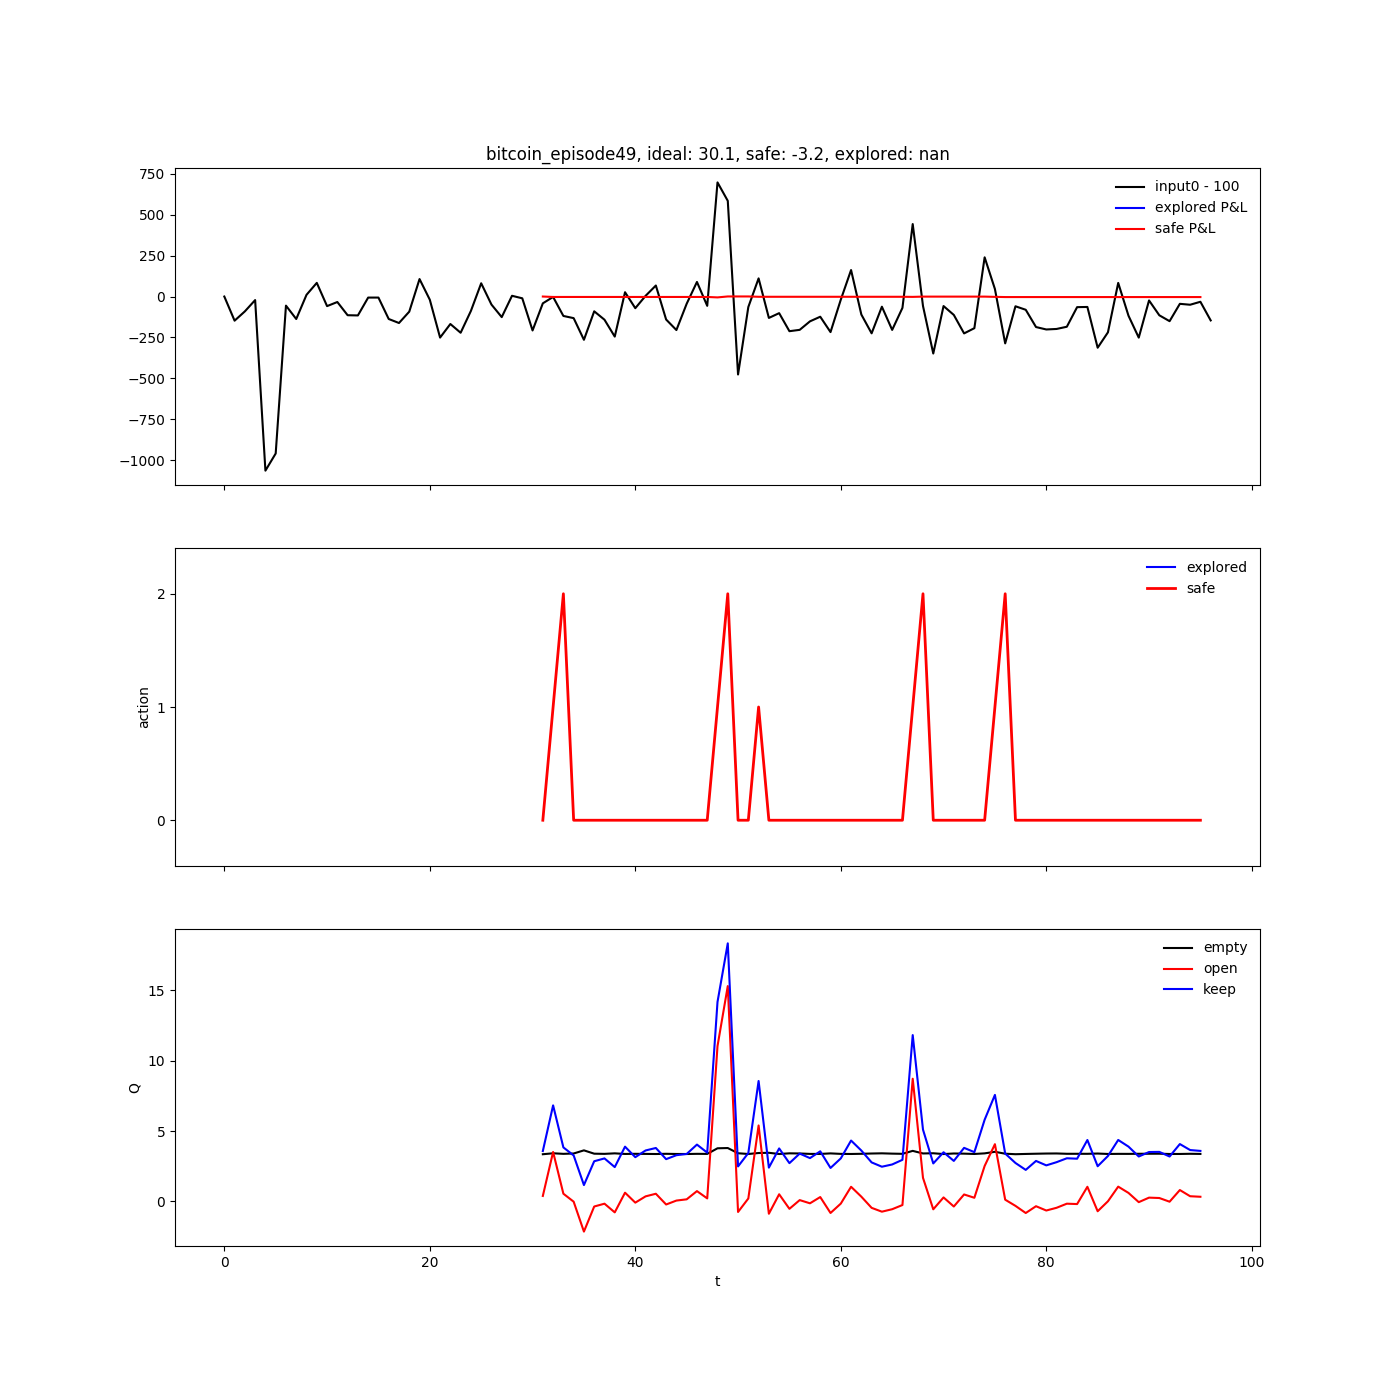 bitcoin_episode49, ideal: 30.1, safe: -3.2, explored: nan
750
500
250
0
−250
−500
−750
−1000
input0 - 100
explored P&L
safe P&L
2
1
0
action
explored
safe
15
10
5
0
Q
empty
open
keep
0 20 40 60 80 100
t